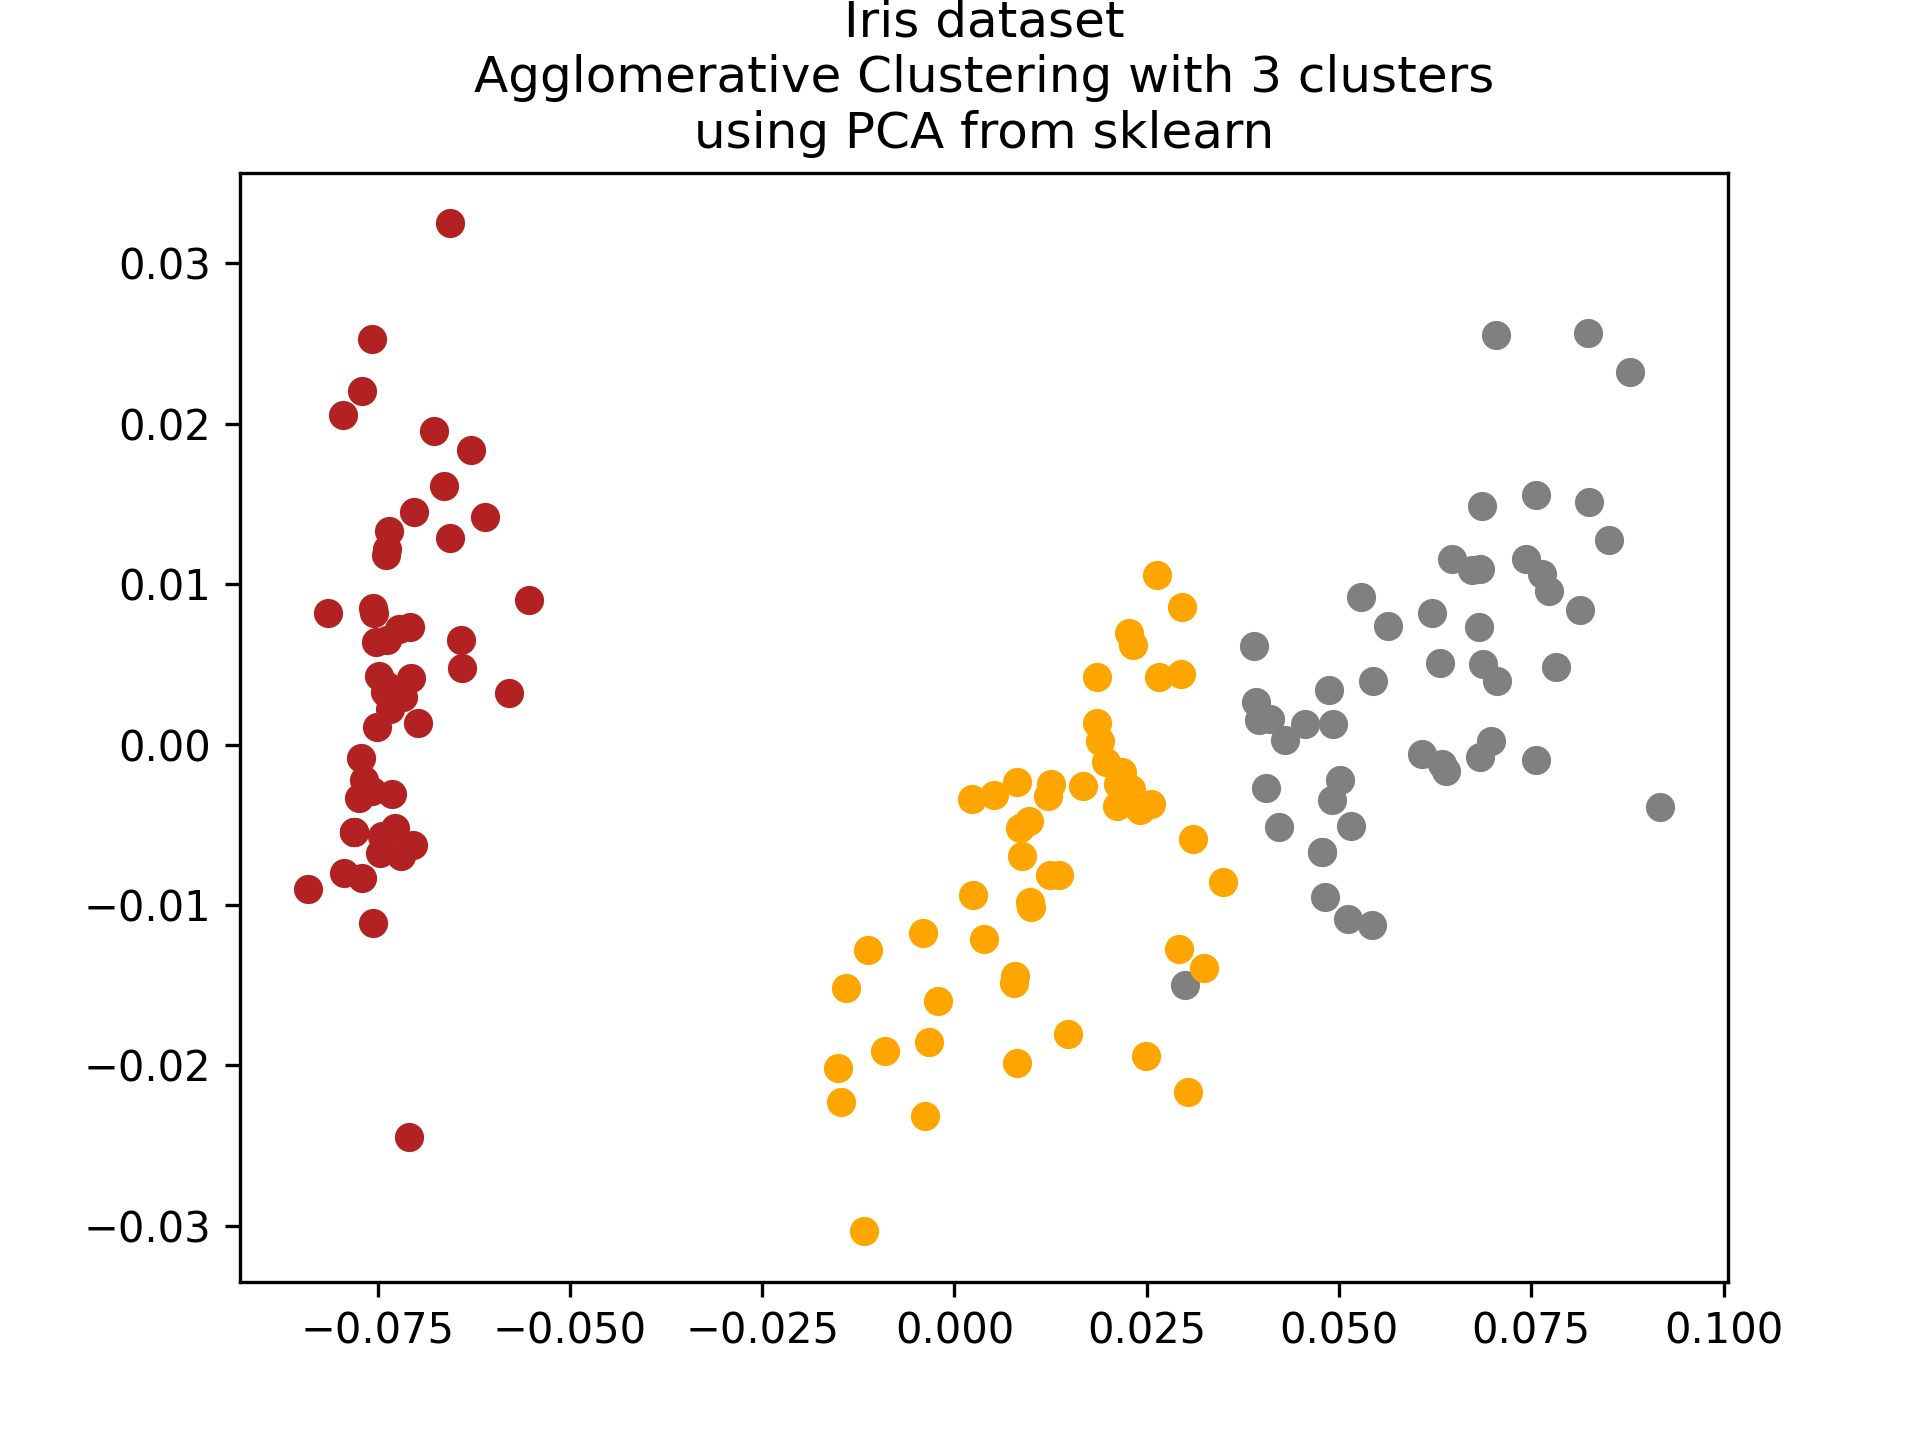 Iris dataset
Agglomerative Clustering with 3 clusters
using PCA from sklearn
0.03
0.02
0.01
0.00
−0.01
−0.02
−0.03
−0.075 −0.050 −0.025 0.000 0.025 0.050 0.075 0.100